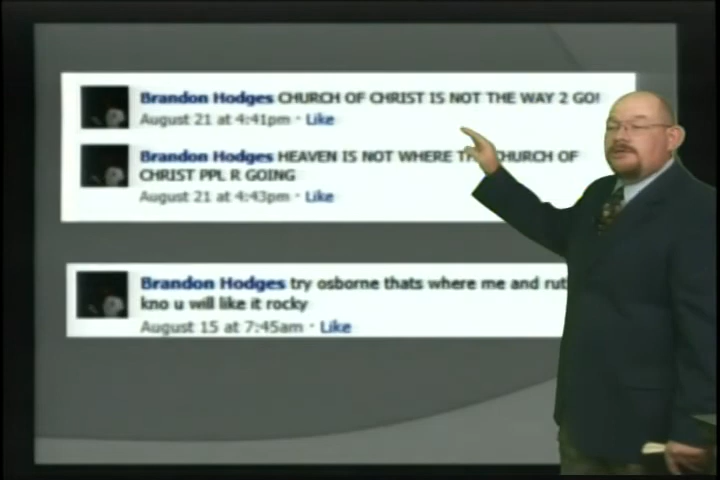 Brandon Hodges CHURCH OF CHRIST IS NOT THE WAY 2 GO!
August 21 at 4:41pm · Like
Brandon Hodges HEAVEN IS NOT WHERE CHURCH OF
CHRIST PPL R GOING
August 21 at 4:43pm · Like
Brandon Hodges try osborne thats where me and
kno u will like it rocky
August 15 at 7:45am · Like